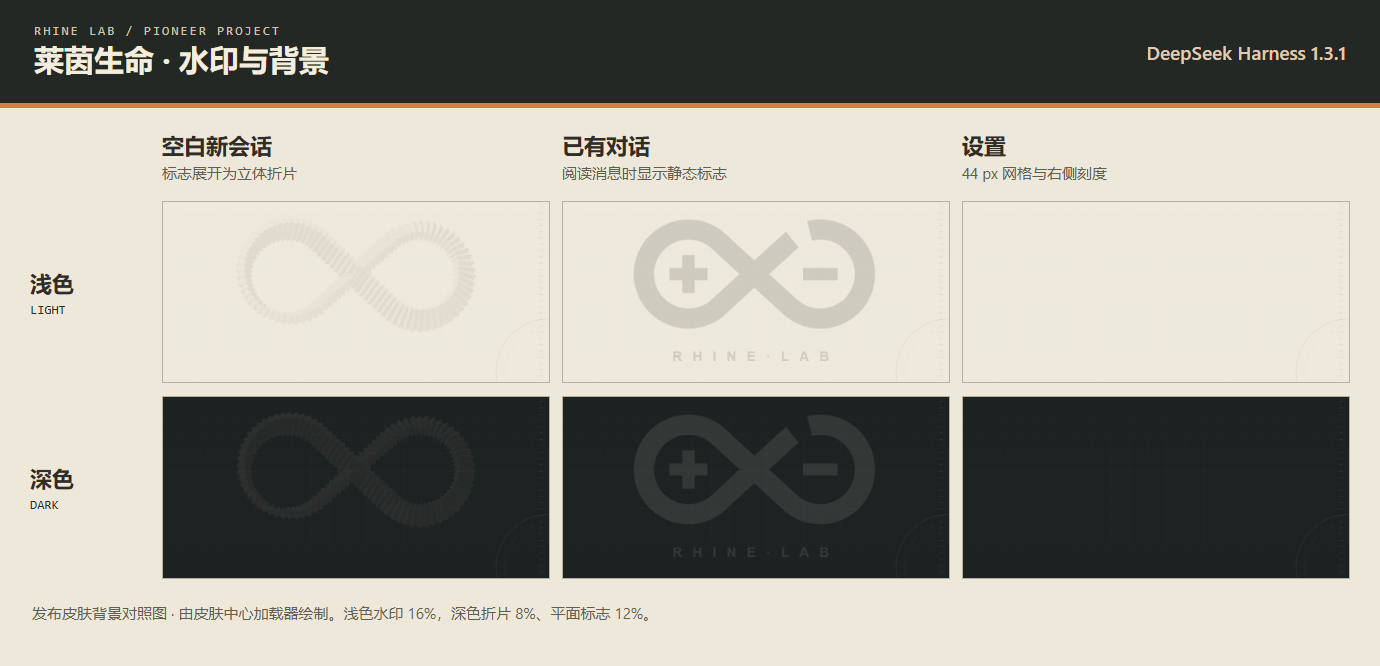 RHINE LAB / PIONEER PROJECT
莱茵生命 · 水印与背景
DeepSeek Harness 1.3.1
空白新会话
标志展开为立体折片
已有对话
阅读消息时显示静态标志
设置
44 px 网格与右侧刻度
浅色
LIGHT
RHINE·LAB
深色
DARK
RHINE·LAB
发布皮肤背景对照图 · 由皮肤中心加载器绘制。浅色水印 16%，深色折片 8%、平面标志 12%。